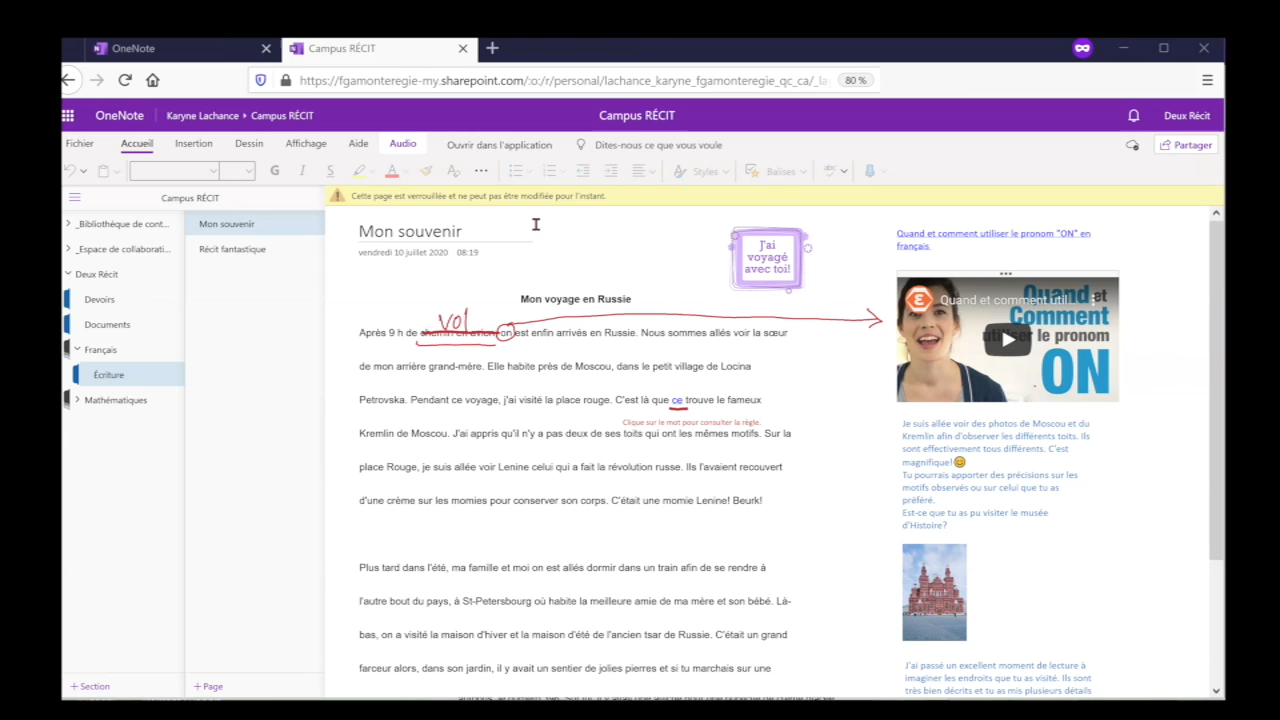 OneNote
Campus RÉCIT
https://fgamonteregie-my.sharepoint.com/:o:/r/personal/lachance_karyne_fgamonteregie_qc_ca/_la
80 %
OneNote
Karyne Lachance ▸ Campus RÉCIT
Campus RÉCIT
Deux Récit
Fichier
Accueil
Insertion
Dessin
Affichage
Aide
Audio
Ouvrir dans l'application
Dites-nous ce que vous voule
Partager
G I S
A
Styles
Balises
Campus RÉCIT
Cette page est verrouillée et ne peut pas être modifiée pour l'instant.
_Bibliothèque de cont...
_Espace de collaborati...
Deux Récit
Devoirs
Documents
Français
Écriture
Mathématiques
+ Section
Mon souvenir
Récit fantastique
+ Page
Mon souvenir
vendredi 10 juillet 2020 08:19
J'ai
voyagé
avec toi!
Mon voyage en Russie
vol
Après 9 h de chemin en avion on est enfin arrivés en Russie. Nous sommes allés voir la sœur
de mon arrière grand-mère. Elle habite près de Moscou, dans le petit village de Locina
Petrovska. Pendant ce voyage, j'ai visité la place rouge. C'est là que ce trouve le fameux
Clique sur le mot pour consulter la règle.
Kremlin de Moscou. J'ai appris qu'il n'y a pas deux de ses toits qui ont les mêmes motifs. Sur la
place Rouge, je suis allée voir Lenine celui qui a fait la révolution russe. Ils l'avaient recouvert
d'une crème sur les momies pour conserver son corps. C'était une momie Lenine! Beurk!
Plus tard dans l'été, ma famille et moi on est allés dormir dans un train afin de se rendre à
l'autre bout du pays, à St-Petersbourg où habite la meilleure amie de ma mère et son bébé. Là-
bas, on a visité la maison d'hiver et la maison d'été de l'ancien tsar de Russie. C'était un grand
farceur alors, dans son jardin, il y avait un sentier de jolies pierres et si tu marchais sur une
Quand et comment utiliser le pronom "ON" en
français.
Quand et comment util...
Quand et
Comment
utiliser le pronom
ON
Je suis allée voir des photos de Moscou et du
Kremlin afin d'observer les différents toits. Ils
sont effectivement tous différents. C'est
magnifique!😊
Tu pourrais apporter des précisions sur les
motifs observés ou sur celui que tu as
préféré.
Est-ce que tu as pu visiter le musée
d'Histoire?
J'ai passé un excellent moment de lecture à
imaginer les endroits que tu as visité. Ils sont
très bien décrits et tu as mis plusieurs détails